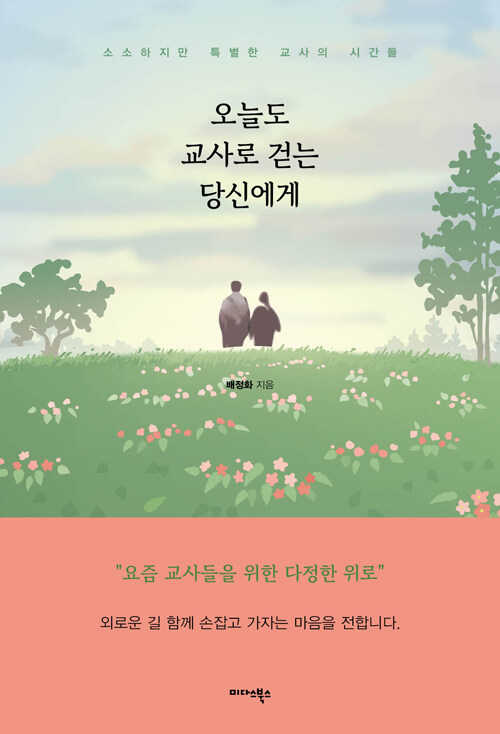 소소하지만 특별한 교사의 시간들
오늘도
교사로 걷는
당신에게
배정화 지음
"요즘 교사들을 위한 다정한 위로"
외로운 길 함께 손잡고 가자는 마음을 전합니다.
미다스북스